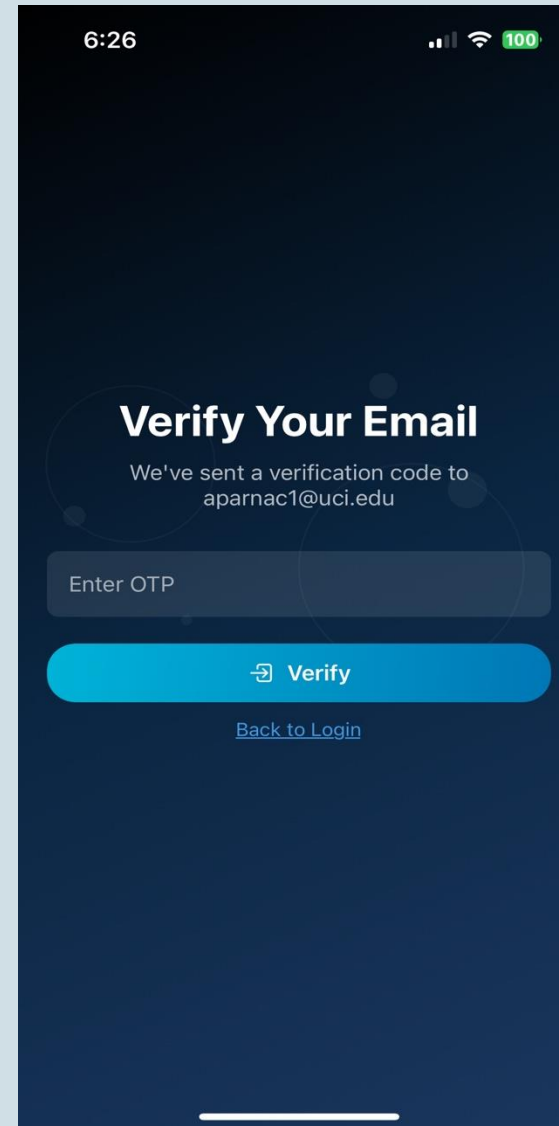 6:26
100
Verify Your Email
We've sent a verification code to
aparnac1@uci.edu
Enter OTP
Verify
Back to Login